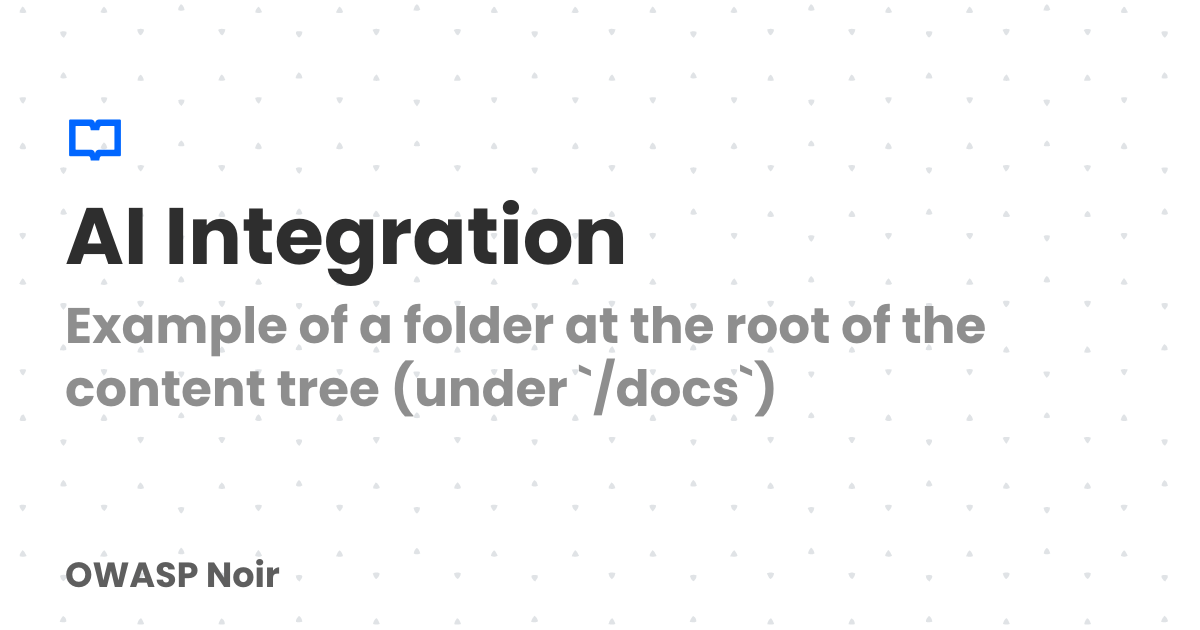 AI Integration
Example of a folder at the root of the
content tree (under `/docs`)
OWASP Noir